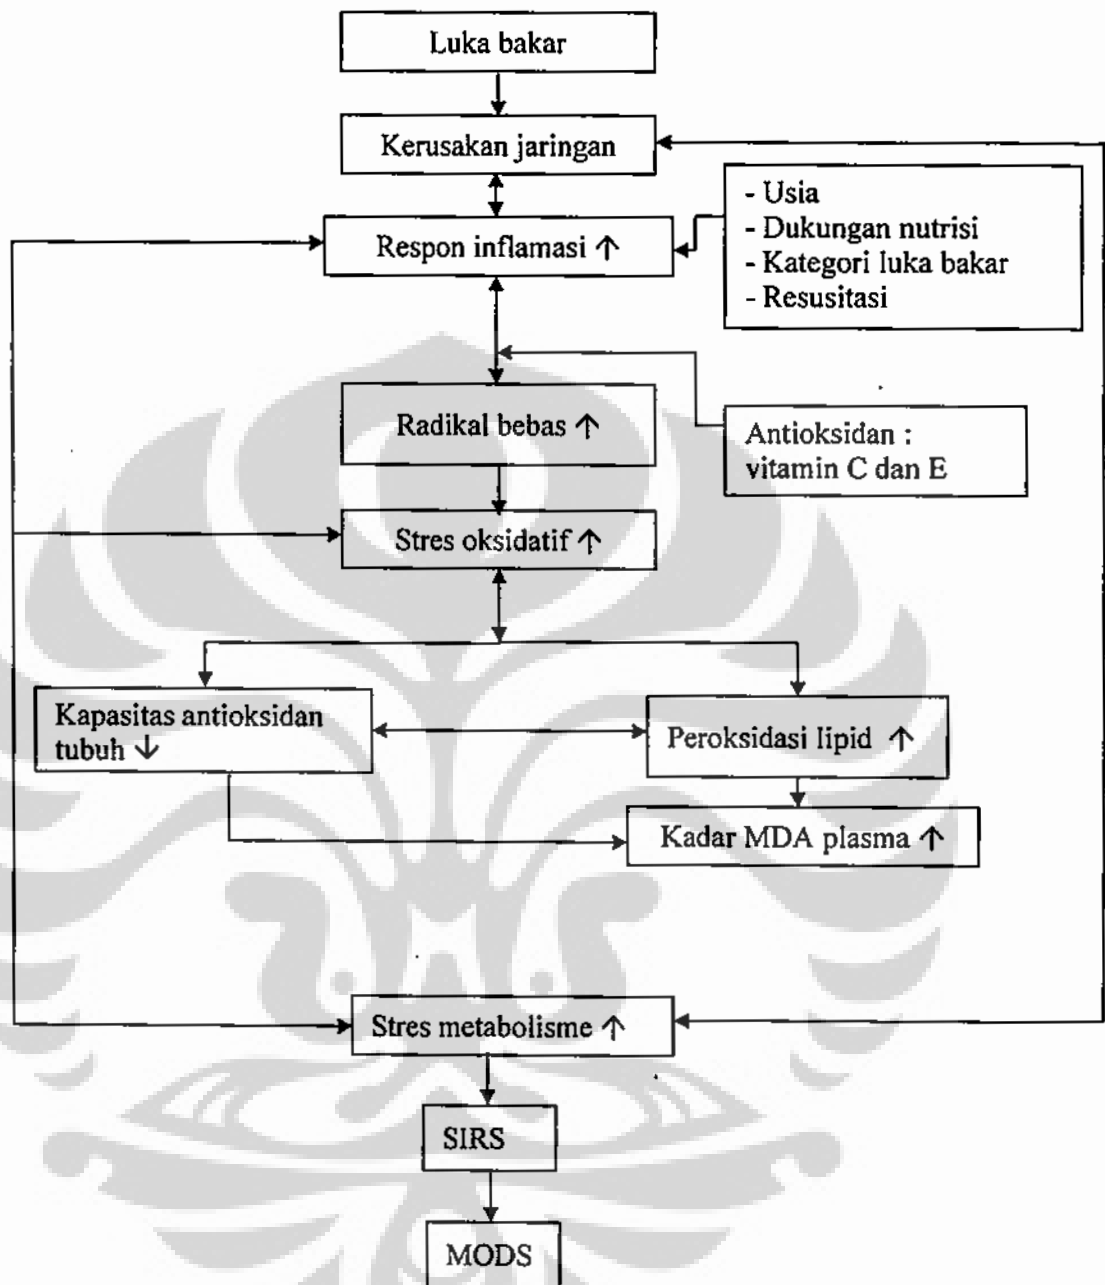 Luka bakar
Kerusakan jaringan
- Usia
- Dukungan nutrisi
- Kategori luka bakar
- Resusitasi
Respon inflamasi ↑
Radikal bebas ↑
Antioksidan :
vitamin C dan E
Stres oksidatif ↑
Kapasitas antioksidan
tubuh ↓
Peroksidasi lipid ↑
Kadar MDA plasma ↑
Stres metabolisme ↑
SIRS
MODS